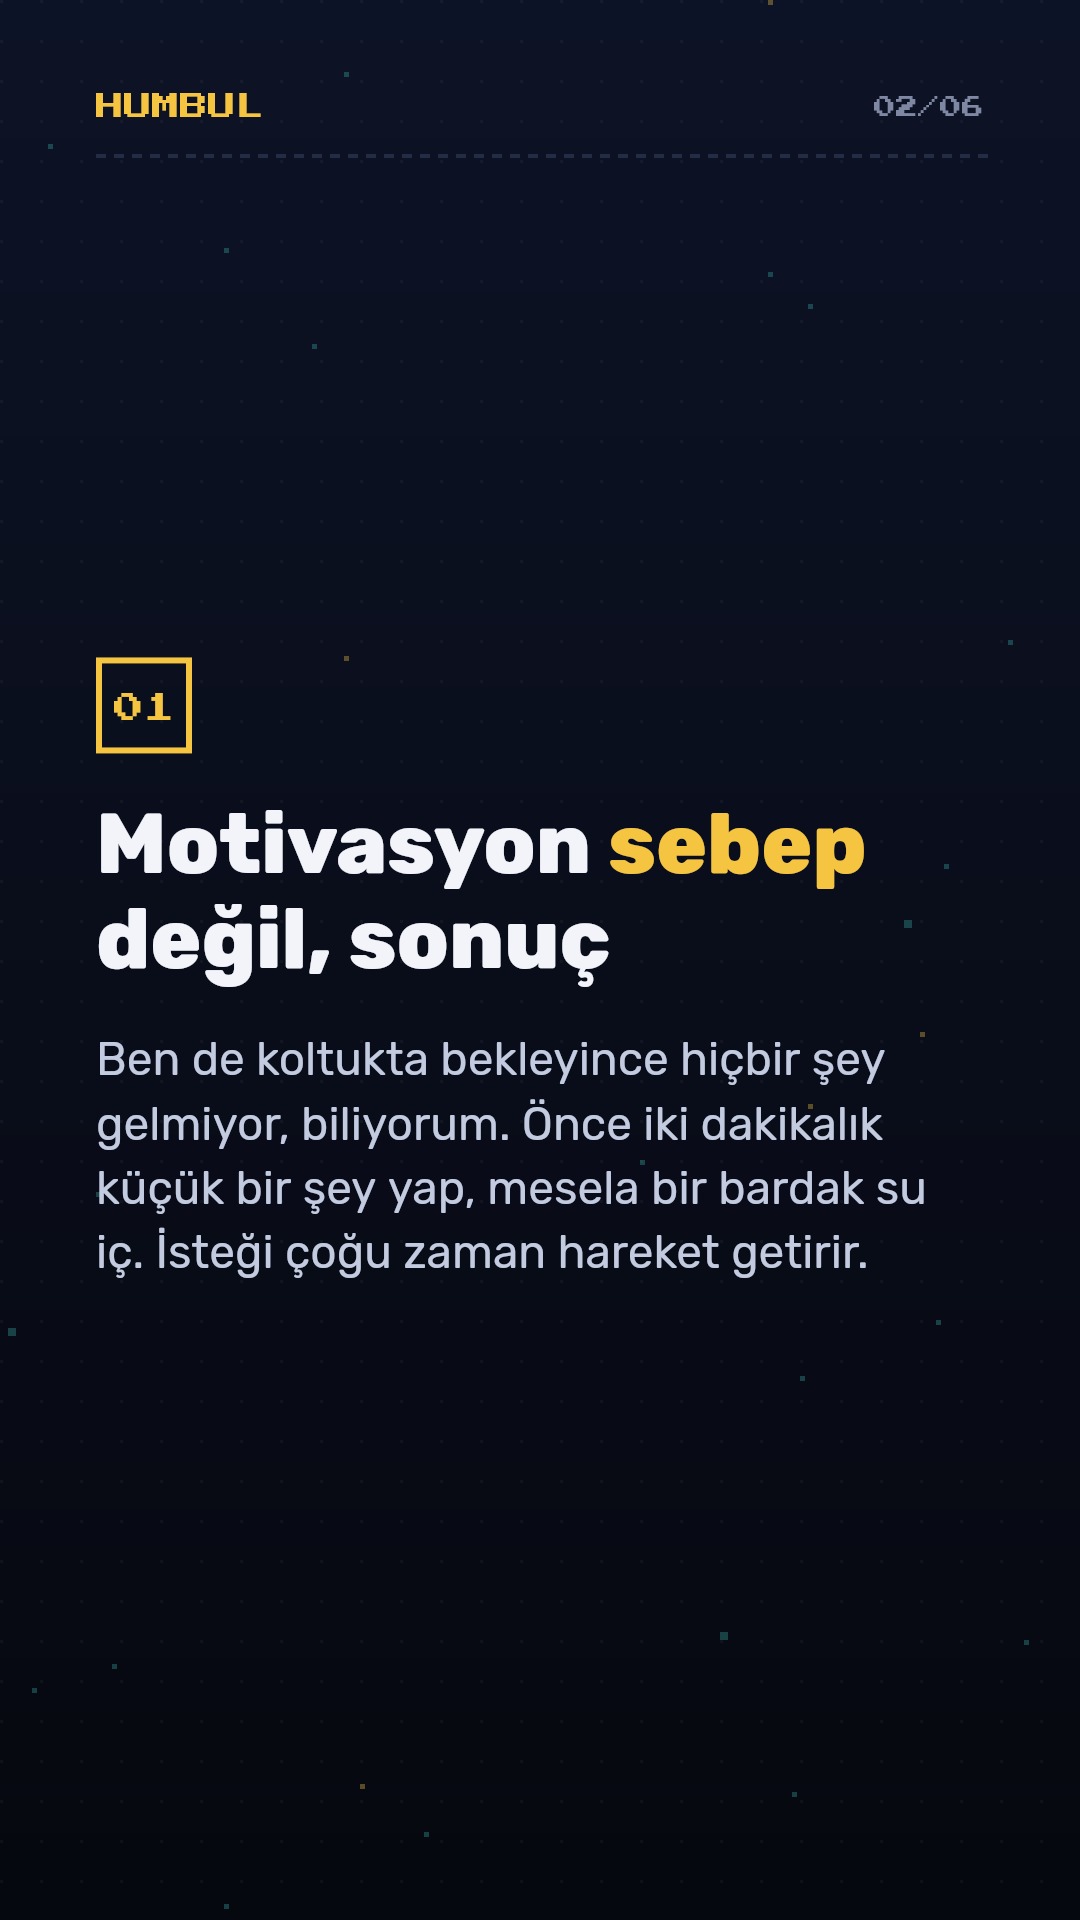 HUMBUL
02/06
01
Motivasyon sebep
değil, sonuç
Ben de koltukta bekleyince hiçbir şey
gelmiyor, biliyorum. Önce iki dakikalık
küçük bir şey yap, mesela bir bardak su
iç. İsteği çoğu zaman hareket getirir.